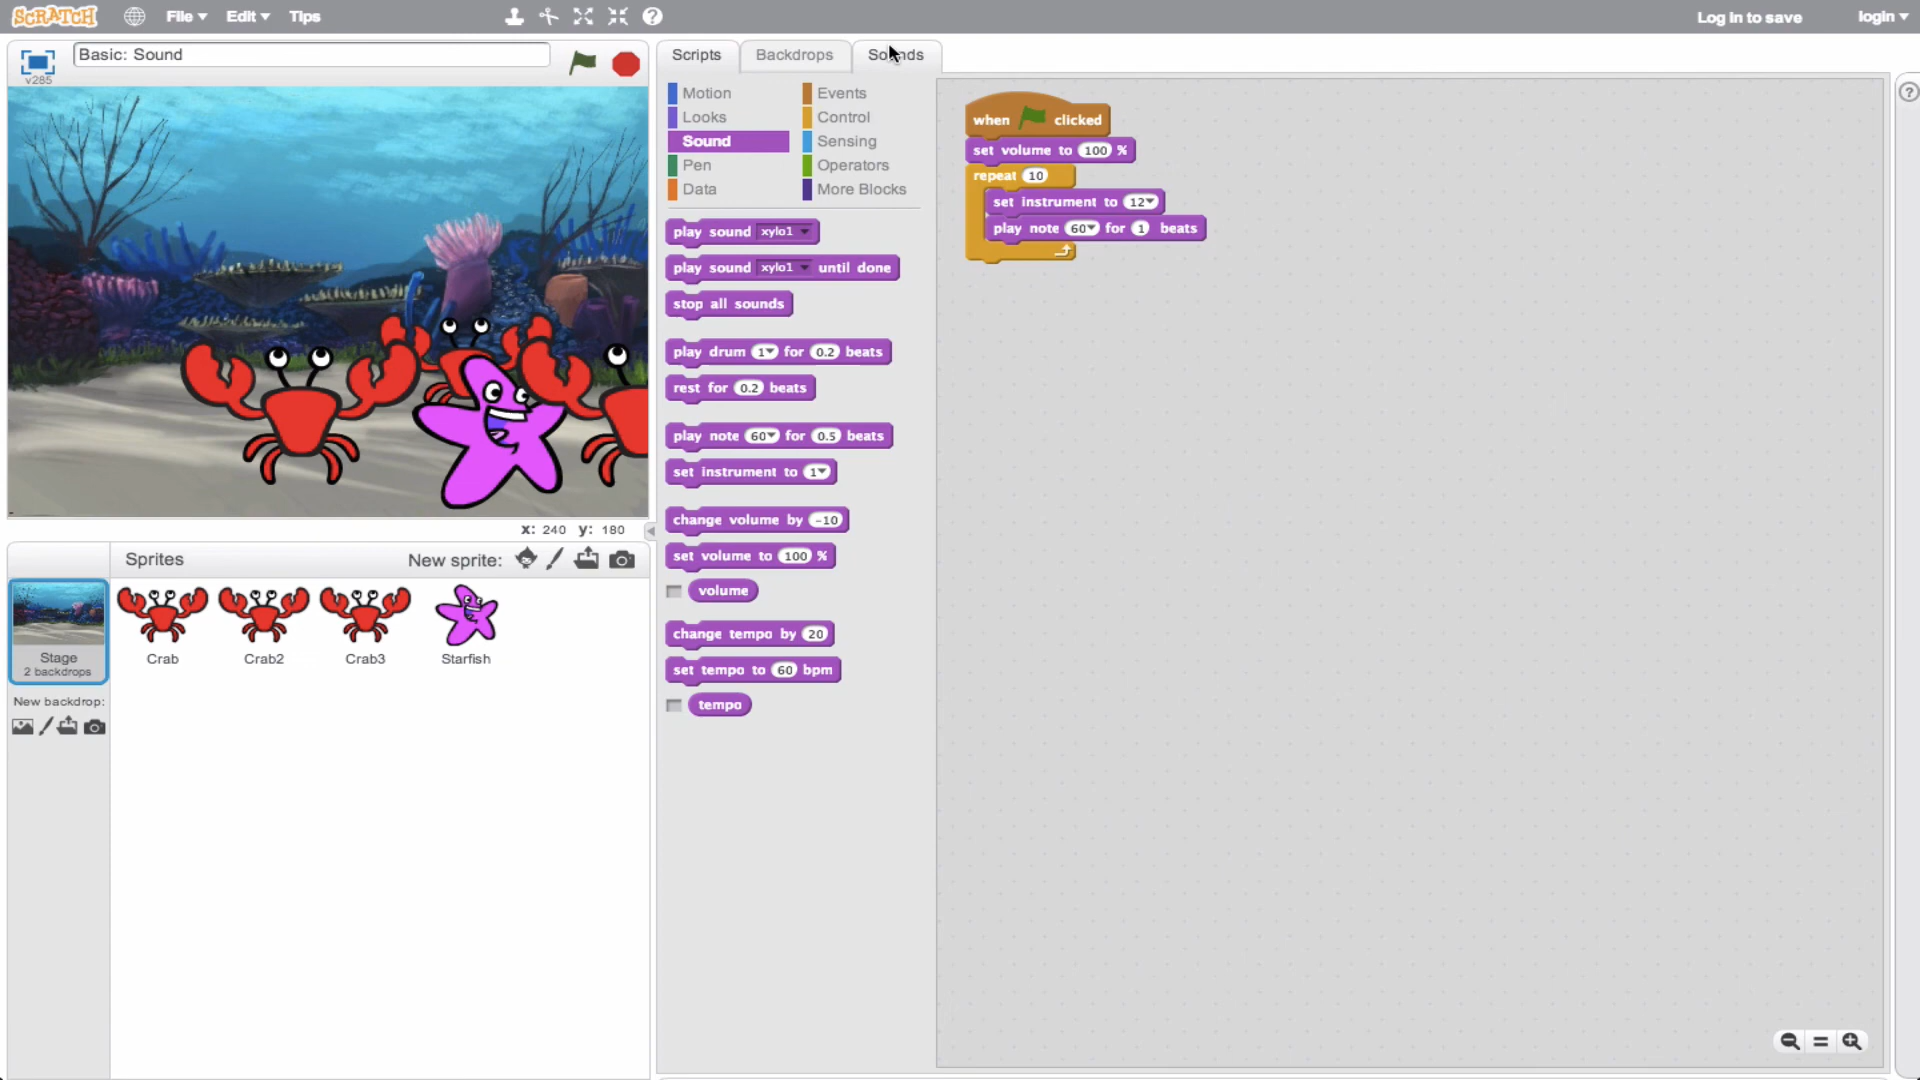 SCRATCH File Edit Tips Log in to save login
Basic: Sound
v285
Scripts Backdrops Sounds
Motion Events
Looks Control
Sound Sensing
Pen Operators
Data More Blocks
play sound xylo1
play sound xylo1 until done
stop all sounds
play drum 1 for 0.2 beats
rest for 0.2 beats
play note 60 for 0.5 beats
set instrument to 1
change volume by -10
set volume to 100 %
volume
change tempo by 20
set tempo to 60 bpm
tempo
when clicked
set volume to 100 %
repeat 10
set instrument to 12
play note 60 for 1 beats
x: 240 y: 180
Sprites New sprite:
Stage
2 backdrops
New backdrop:
Crab Crab2 Crab3 Starfish